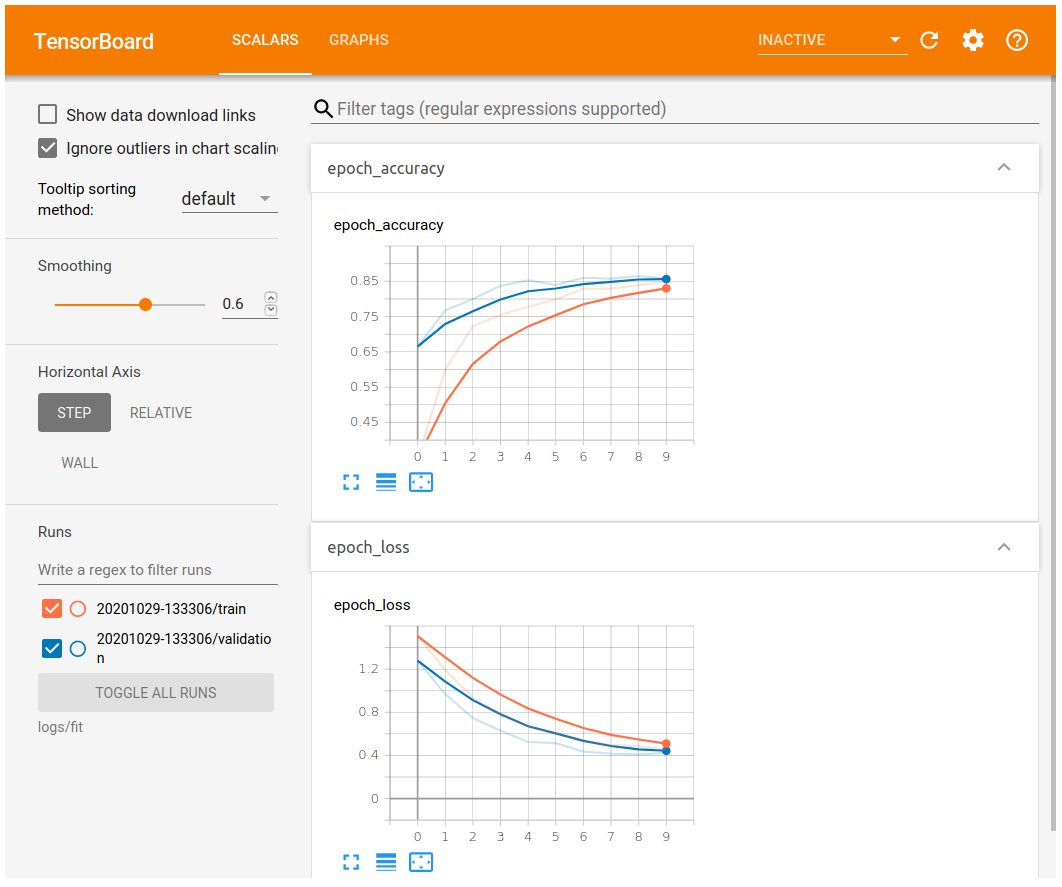 TensorBoard
SCALARS
GRAPHS
INACTIVE
Show data download links
Ignore outliers in chart scalin
Tooltip sorting
method:
default
Smoothing
0.6
Horizontal Axis
STEP
RELATIVE
WALL
Runs
Write a regex to filter runs
20201029-133306/train
20201029-133306/validatio
n
TOGGLE ALL RUNS
logs/fit
Filter tags (regular expressions supported)
epoch_accuracy
epoch_accuracy
0.85
0.75
0.65
0.55
0.45
0 1 2 3 4 5 6 7 8 9
epoch_loss
epoch_loss
1.2
0.8
0.4
0
0 1 2 3 4 5 6 7 8 9